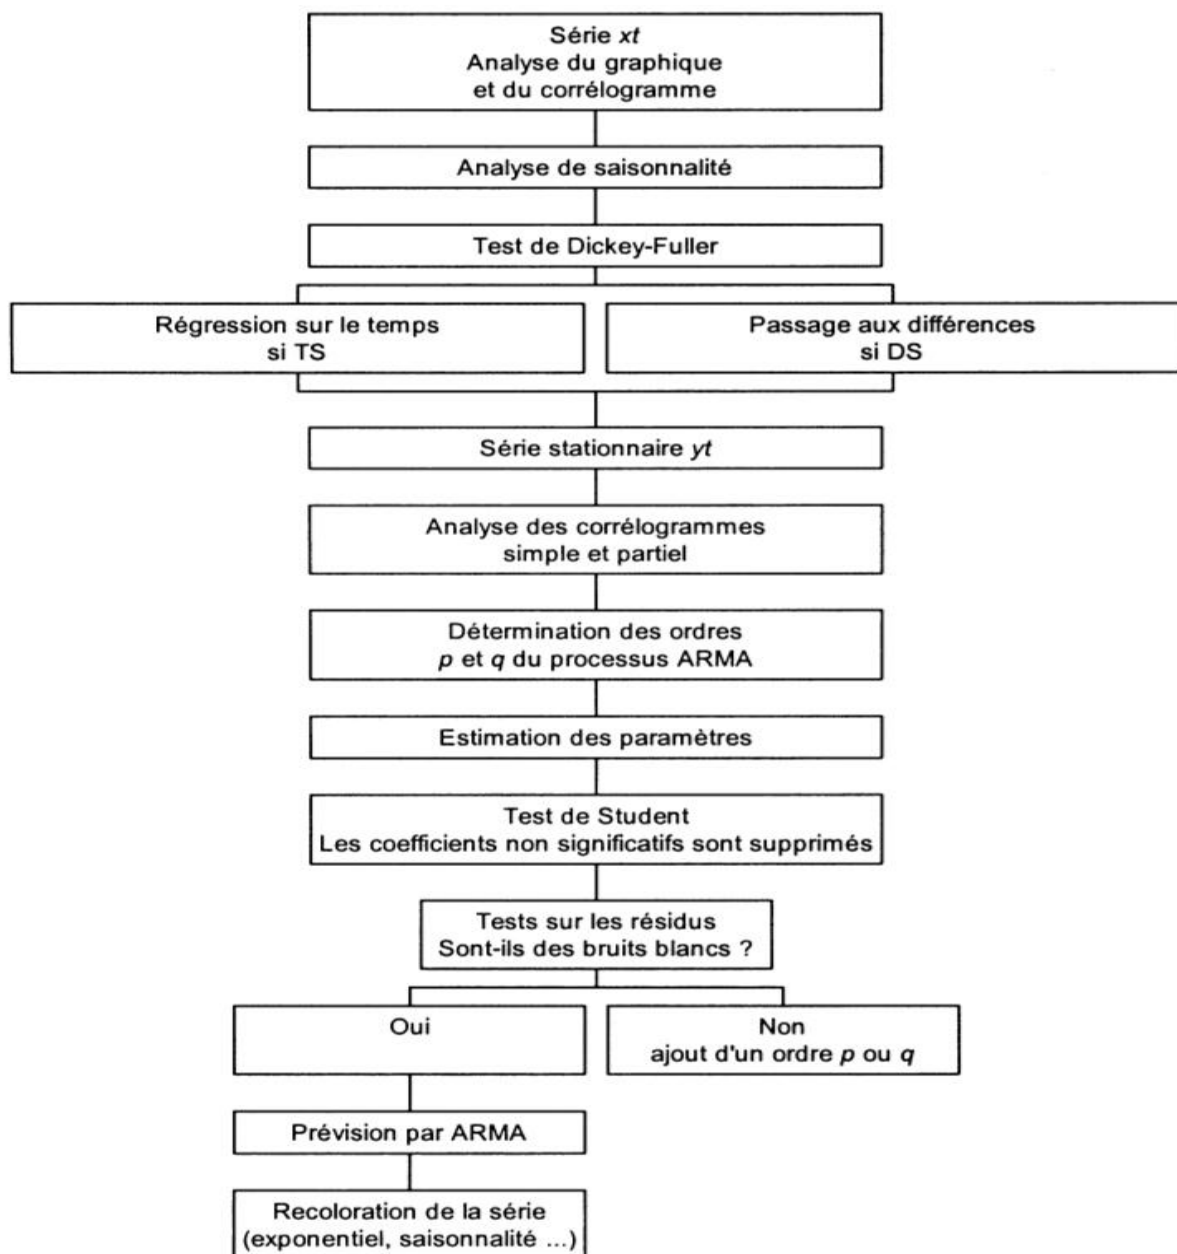 Série xt
Analyse du graphique
et du corrélogramme
Analyse de saisonnalité
Test de Dickey-Fuller
Régression sur le temps
si TS
Passage aux différences
si DS
Série stationnaire yt
Analyse des corrélogrammes
simple et partiel
Détermination des ordres
p et q du processus ARMA
Estimation des paramètres
Test de Student
Les coefficients non significatifs sont supprimés
Tests sur les résidus
Sont-ils des bruits blancs ?
Oui
Non
ajout d'un ordre p ou q
Prévision par ARMA
Recoloration de la série
(exponentiel, saisonnalité ...)